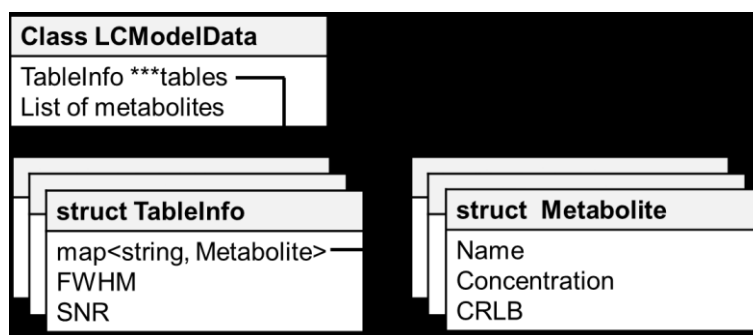 Class LCModelData
TableInfo ***tables
List of metabolites
struct TableInfo
map<string, Metabolite>
FWHM
SNR
struct Metabolite
Name
Concentration
CRLB